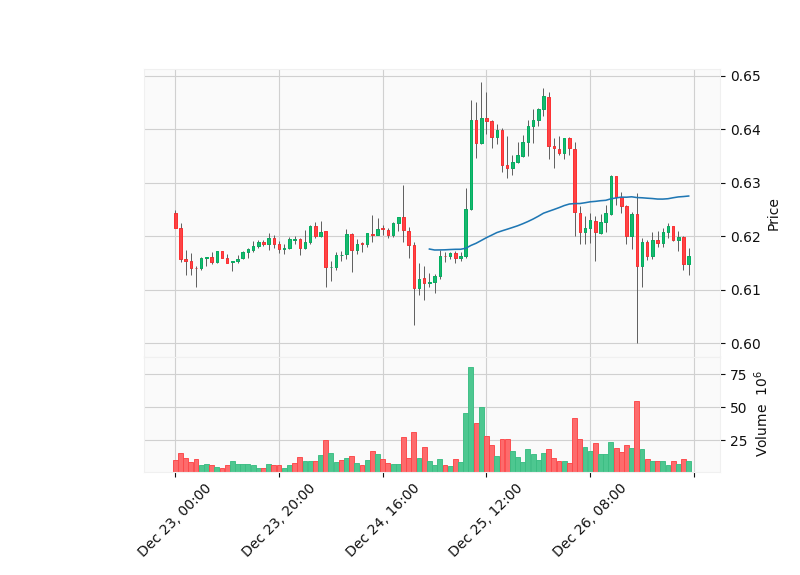 0.65
0.64
0.63
0.62
0.61
0.60
Price
75
50
25
Volume 10^6
Dec 23, 00:00
Dec 23, 20:00
Dec 24, 16:00
Dec 25, 12:00
Dec 26, 08:00